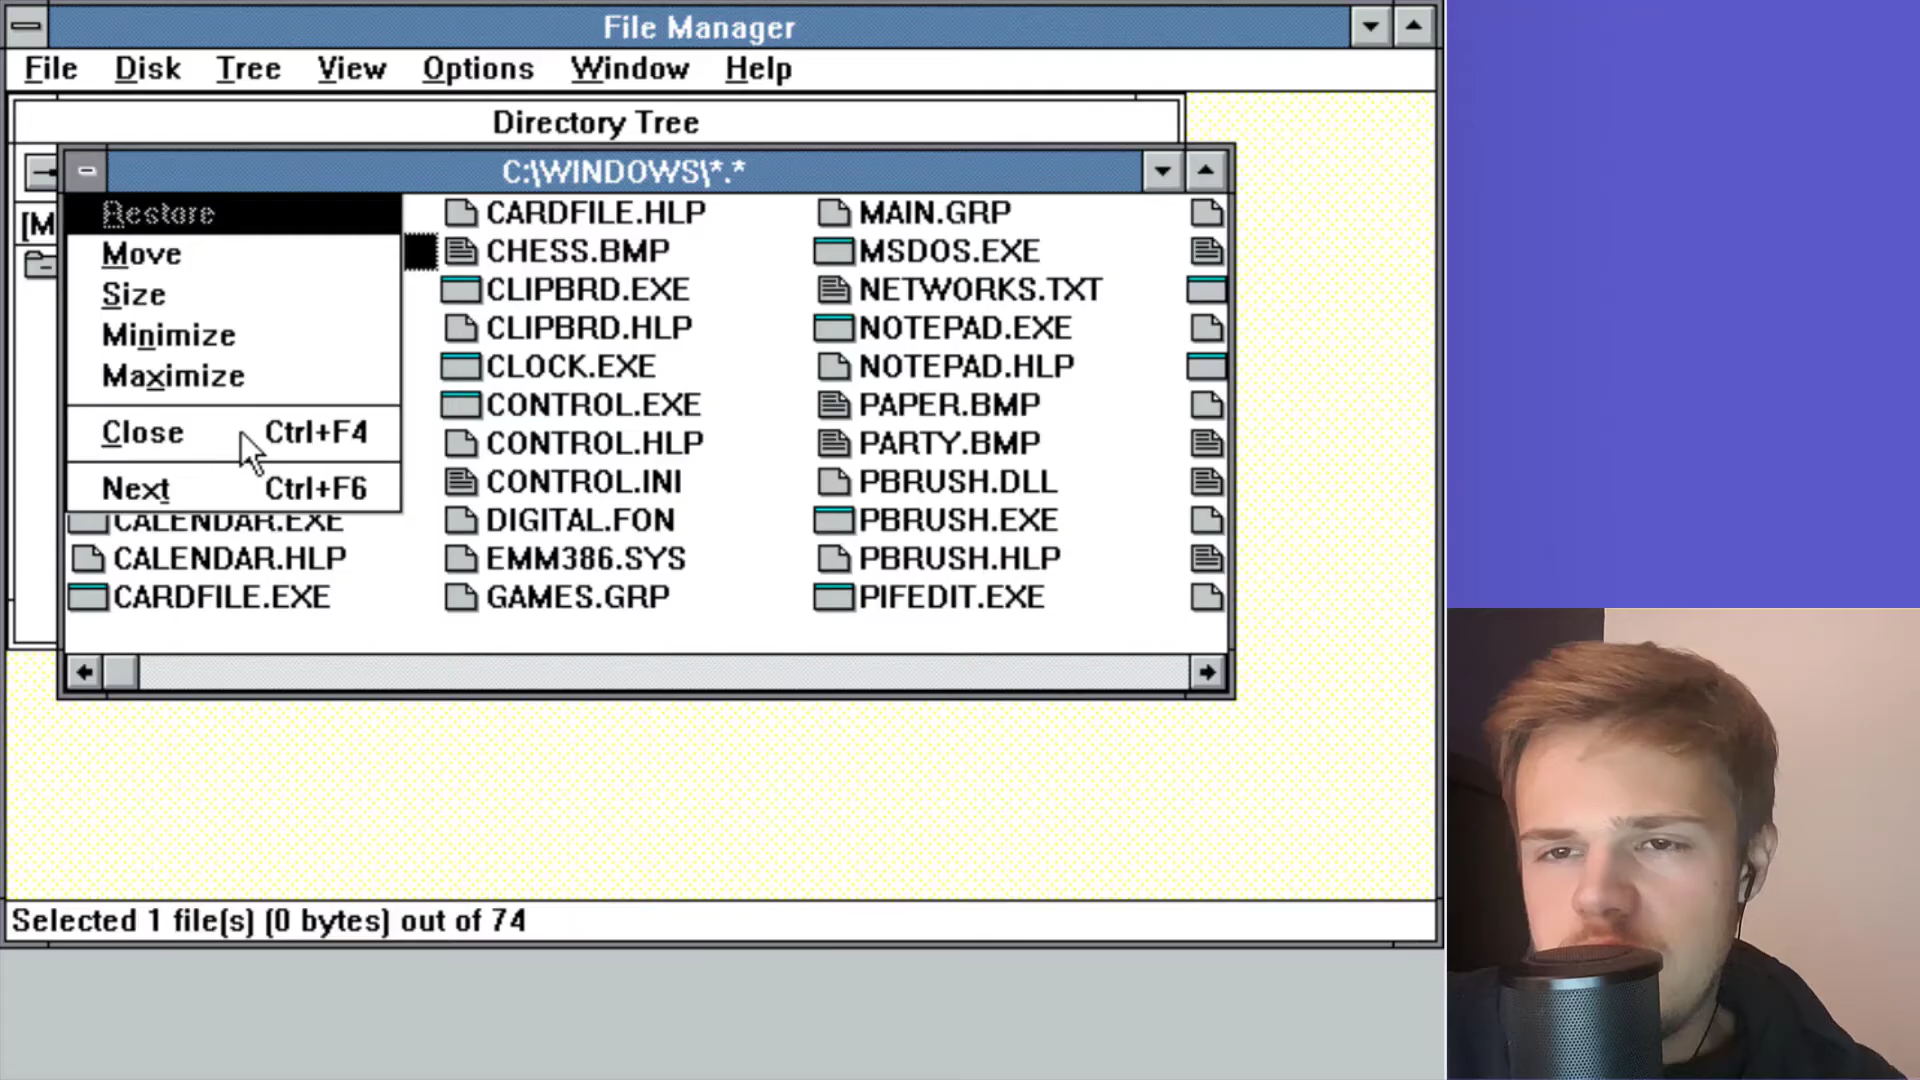 File Manager
File Disk Tree View Options Window Help
Directory Tree
C:\WINDOWS\*.*
[M
Restore
Move
Size
Minimize
Maximize
Close Ctrl+F4
Next Ctrl+F6
CALENDAR.EXE
CALENDAR.HLP
CARDFILE.EXE
CARDFILE.HLP
CHESS.BMP
CLIPBRD.EXE
CLIPBRD.HLP
CLOCK.EXE
CONTROL.EXE
CONTROL.HLP
CONTROL.INI
DIGITAL.FON
EMM386.SYS
GAMES.GRP
MAIN.GRP
MSDOS.EXE
NETWORKS.TXT
NOTEPAD.EXE
NOTEPAD.HLP
PAPER.BMP
PARTY.BMP
PBRUSH.DLL
PBRUSH.EXE
PBRUSH.HLP
PIFEDIT.EXE
Selected 1 file(s) (0 bytes) out of 74